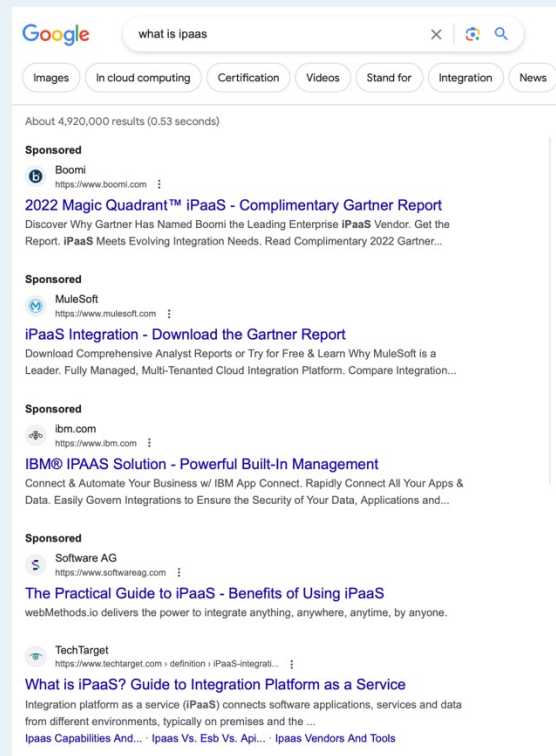 Google
what is ipaas
Images
In cloud computing
Certification
Videos
Stand for
Integration
News
About 4,920,000 results (0.53 seconds)
Sponsored
Boomi
https://www.boomi.com
2022 Magic Quadrant™ iPaaS - Complimentary Gartner Report
Discover Why Gartner Has Named Boomi the Leading Enterprise iPaaS Vendor. Get the
Report. iPaaS Meets Evolving Integration Needs. Read Complimentary 2022 Gartner...
Sponsored
MuleSoft
https://www.mulesoft.com
iPaaS Integration - Download the Gartner Report
Download Comprehensive Analyst Reports or Try for Free & Learn Why MuleSoft is a
Leader. Fully Managed, Multi-Tenanted Cloud Integration Platform. Compare Integration...
Sponsored
ibm.com
https://www.ibm.com
IBM® IPAAS Solution - Powerful Built-In Management
Connect & Automate Your Business w/ IBM App Connect. Rapidly Connect All Your Apps &
Data. Easily Govern Integrations to Ensure the Security of Your Data, Applications and...
Sponsored
Software AG
https://www.softwareag.com
The Practical Guide to iPaaS - Benefits of Using iPaaS
webMethods.io delivers the power to integrate anything, anywhere, anytime, by anyone.
TechTarget
https://www.techtarget.com › definition › iPaaS-integrati...
What is iPaaS? Guide to Integration Platform as a Service
Integration platform as a service (iPaaS) connects software applications, services and data
from different environments, typically on premises and the ...
Ipaas Capabilities And... · Ipaas Vs. Esb Vs. Api... · Ipaas Vendors And Tools